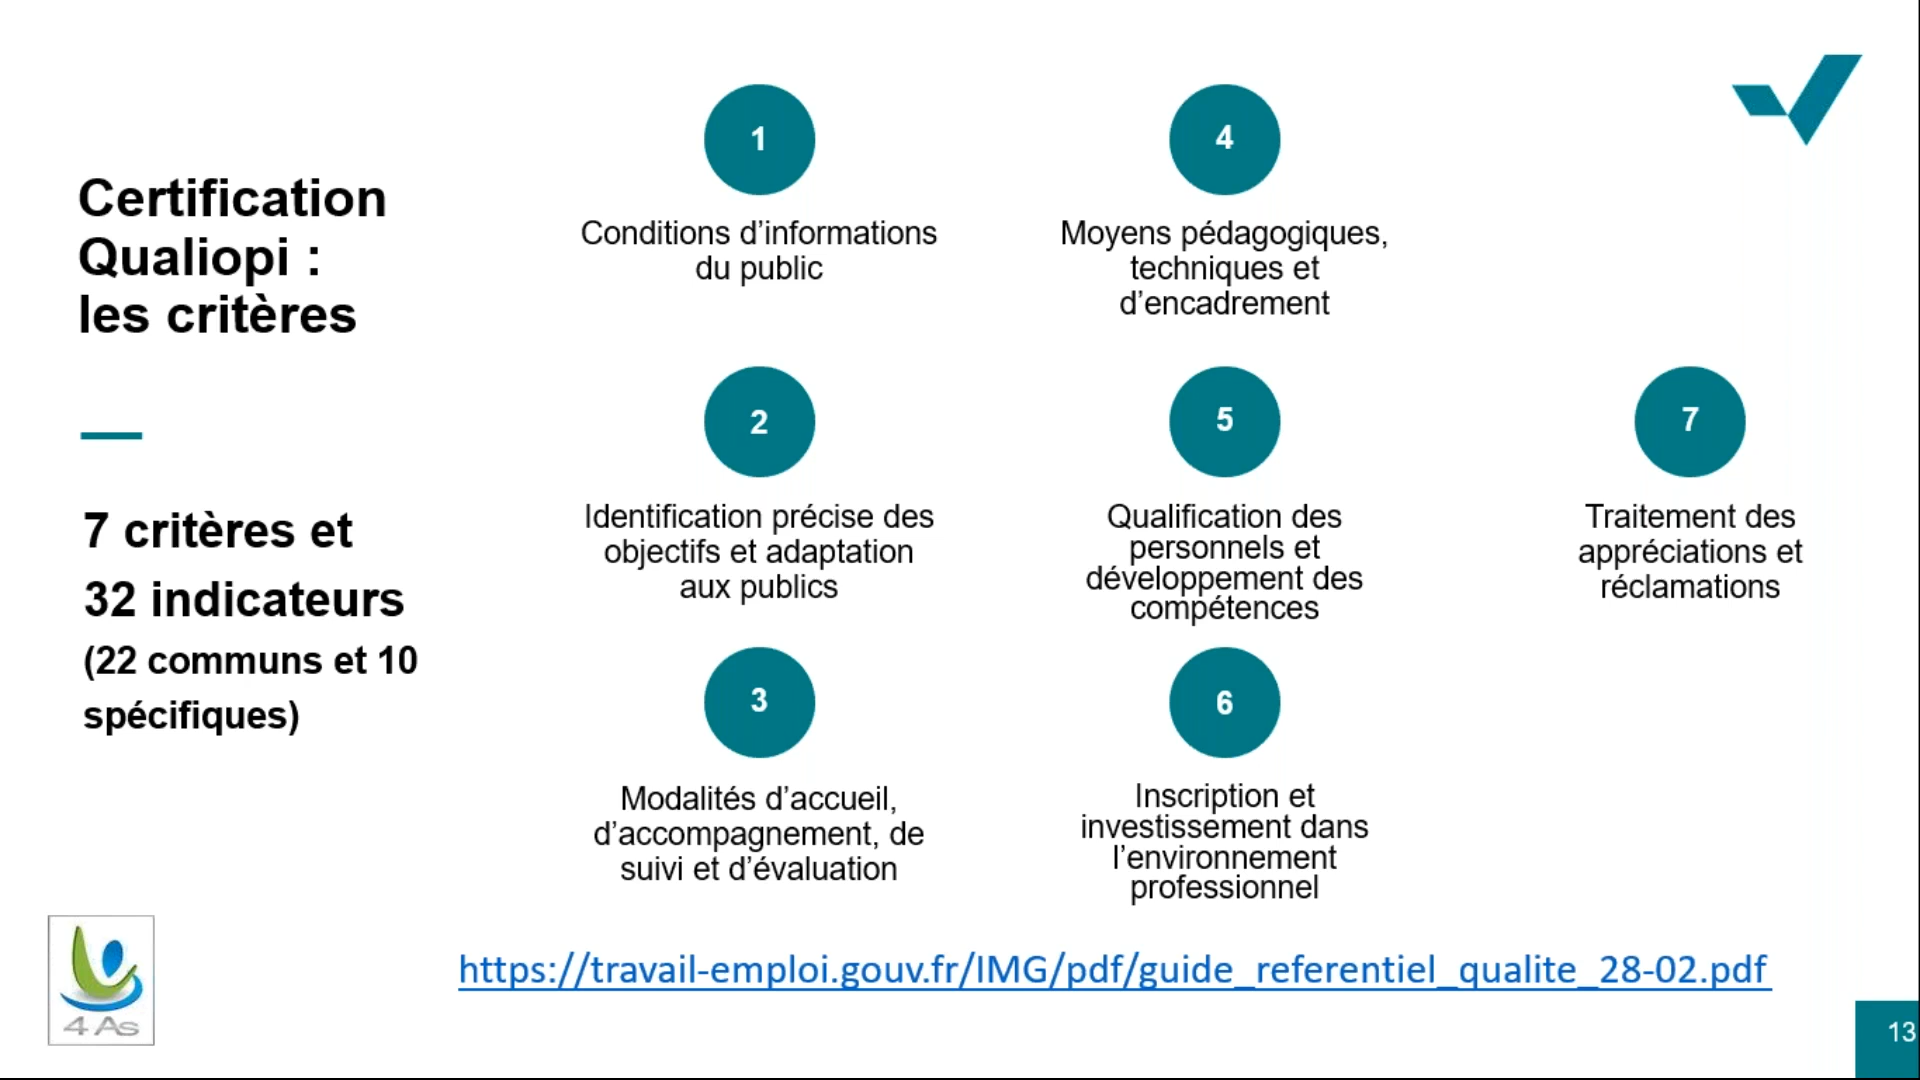 Certification
Qualiopi :
les critères
7 critères et
32 indicateurs
(22 communs et 10
spécifiques)
1
Conditions d’informations
du public
2
Identification précise des
objectifs et adaptation
aux publics
3
Modalités d’accueil,
d’accompagnement, de
suivi et d’évaluation
4
Moyens pédagogiques,
techniques et
d’encadrement
5
Qualification des
personnels et
développement des
compétences
6
Inscription et
investissement dans
l’environnement
professionnel
7
Traitement des
appréciations et
réclamations
https://travail-emploi.gouv.fr/IMG/pdf/guide_referentiel_qualite_28-02.pdf
4 As
13